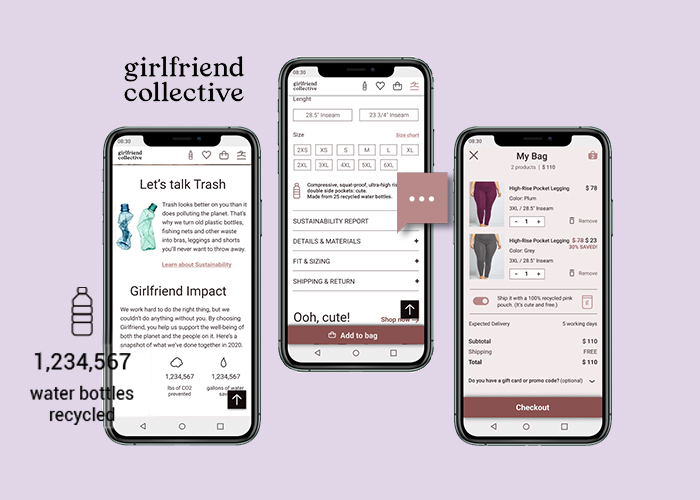 girlfriend
collective
08:30
girlfriend
collective
Let's talk Trash
Trash looks better on you than it
does polluting the planet. That's
why we turn old plastic bottles,
fishing nets and other waste
into bras, leggings and shorts
you'll never want to throw away.
Learn about Sustainability
Girlfriend Impact
We work hard to do the right thing, but we
couldn't do anything without you. By choosing
Girlfriend, you help us support the well-being of
both the planet and the people on it. Here's a
snapshot of what we've done together in 2020.
1,234,567
water bottles
recycled
1,234,567
lbs of CO2
prevented
1,234,567
gallons of water
08:30
girlfriend
collective
Lenght
28.5" Inseam
23 3/4" Inseam
Size
Size chart
2XS XS S M L XL
2XL 3XL 4XL 5XL 6XL
Compressive, squat-proof, ultra-high
double side pockets; cute.
Made from 25 recycled water bottles.
SUSTAINABILITY REPORT
DETAILS & MATERIALS +
FIT & SIZING +
SHIPPING & RETURN +
Ooh, cute!
Shop now
Add to bag
08:30
My Bag
2
2 products | $ 110
High-Rise Pocket Legging $ 78
Color: Plum
3XL / 28.5" Inseam
- 1 +
Remove
High-Rise Pocket Legging $ 78 $ 23
Color: Grey
30% SAVED!
3XL / 28.5" Inseam
- 1 +
Remove
Ship it with a 100% recycled pink
pouch. (It's cute and free.)
Expected Delivery 5 working days
Subtotal $ 110
Shipping FREE
Total $ 110
Do you have a gift card or promo code? (optional)
Checkout